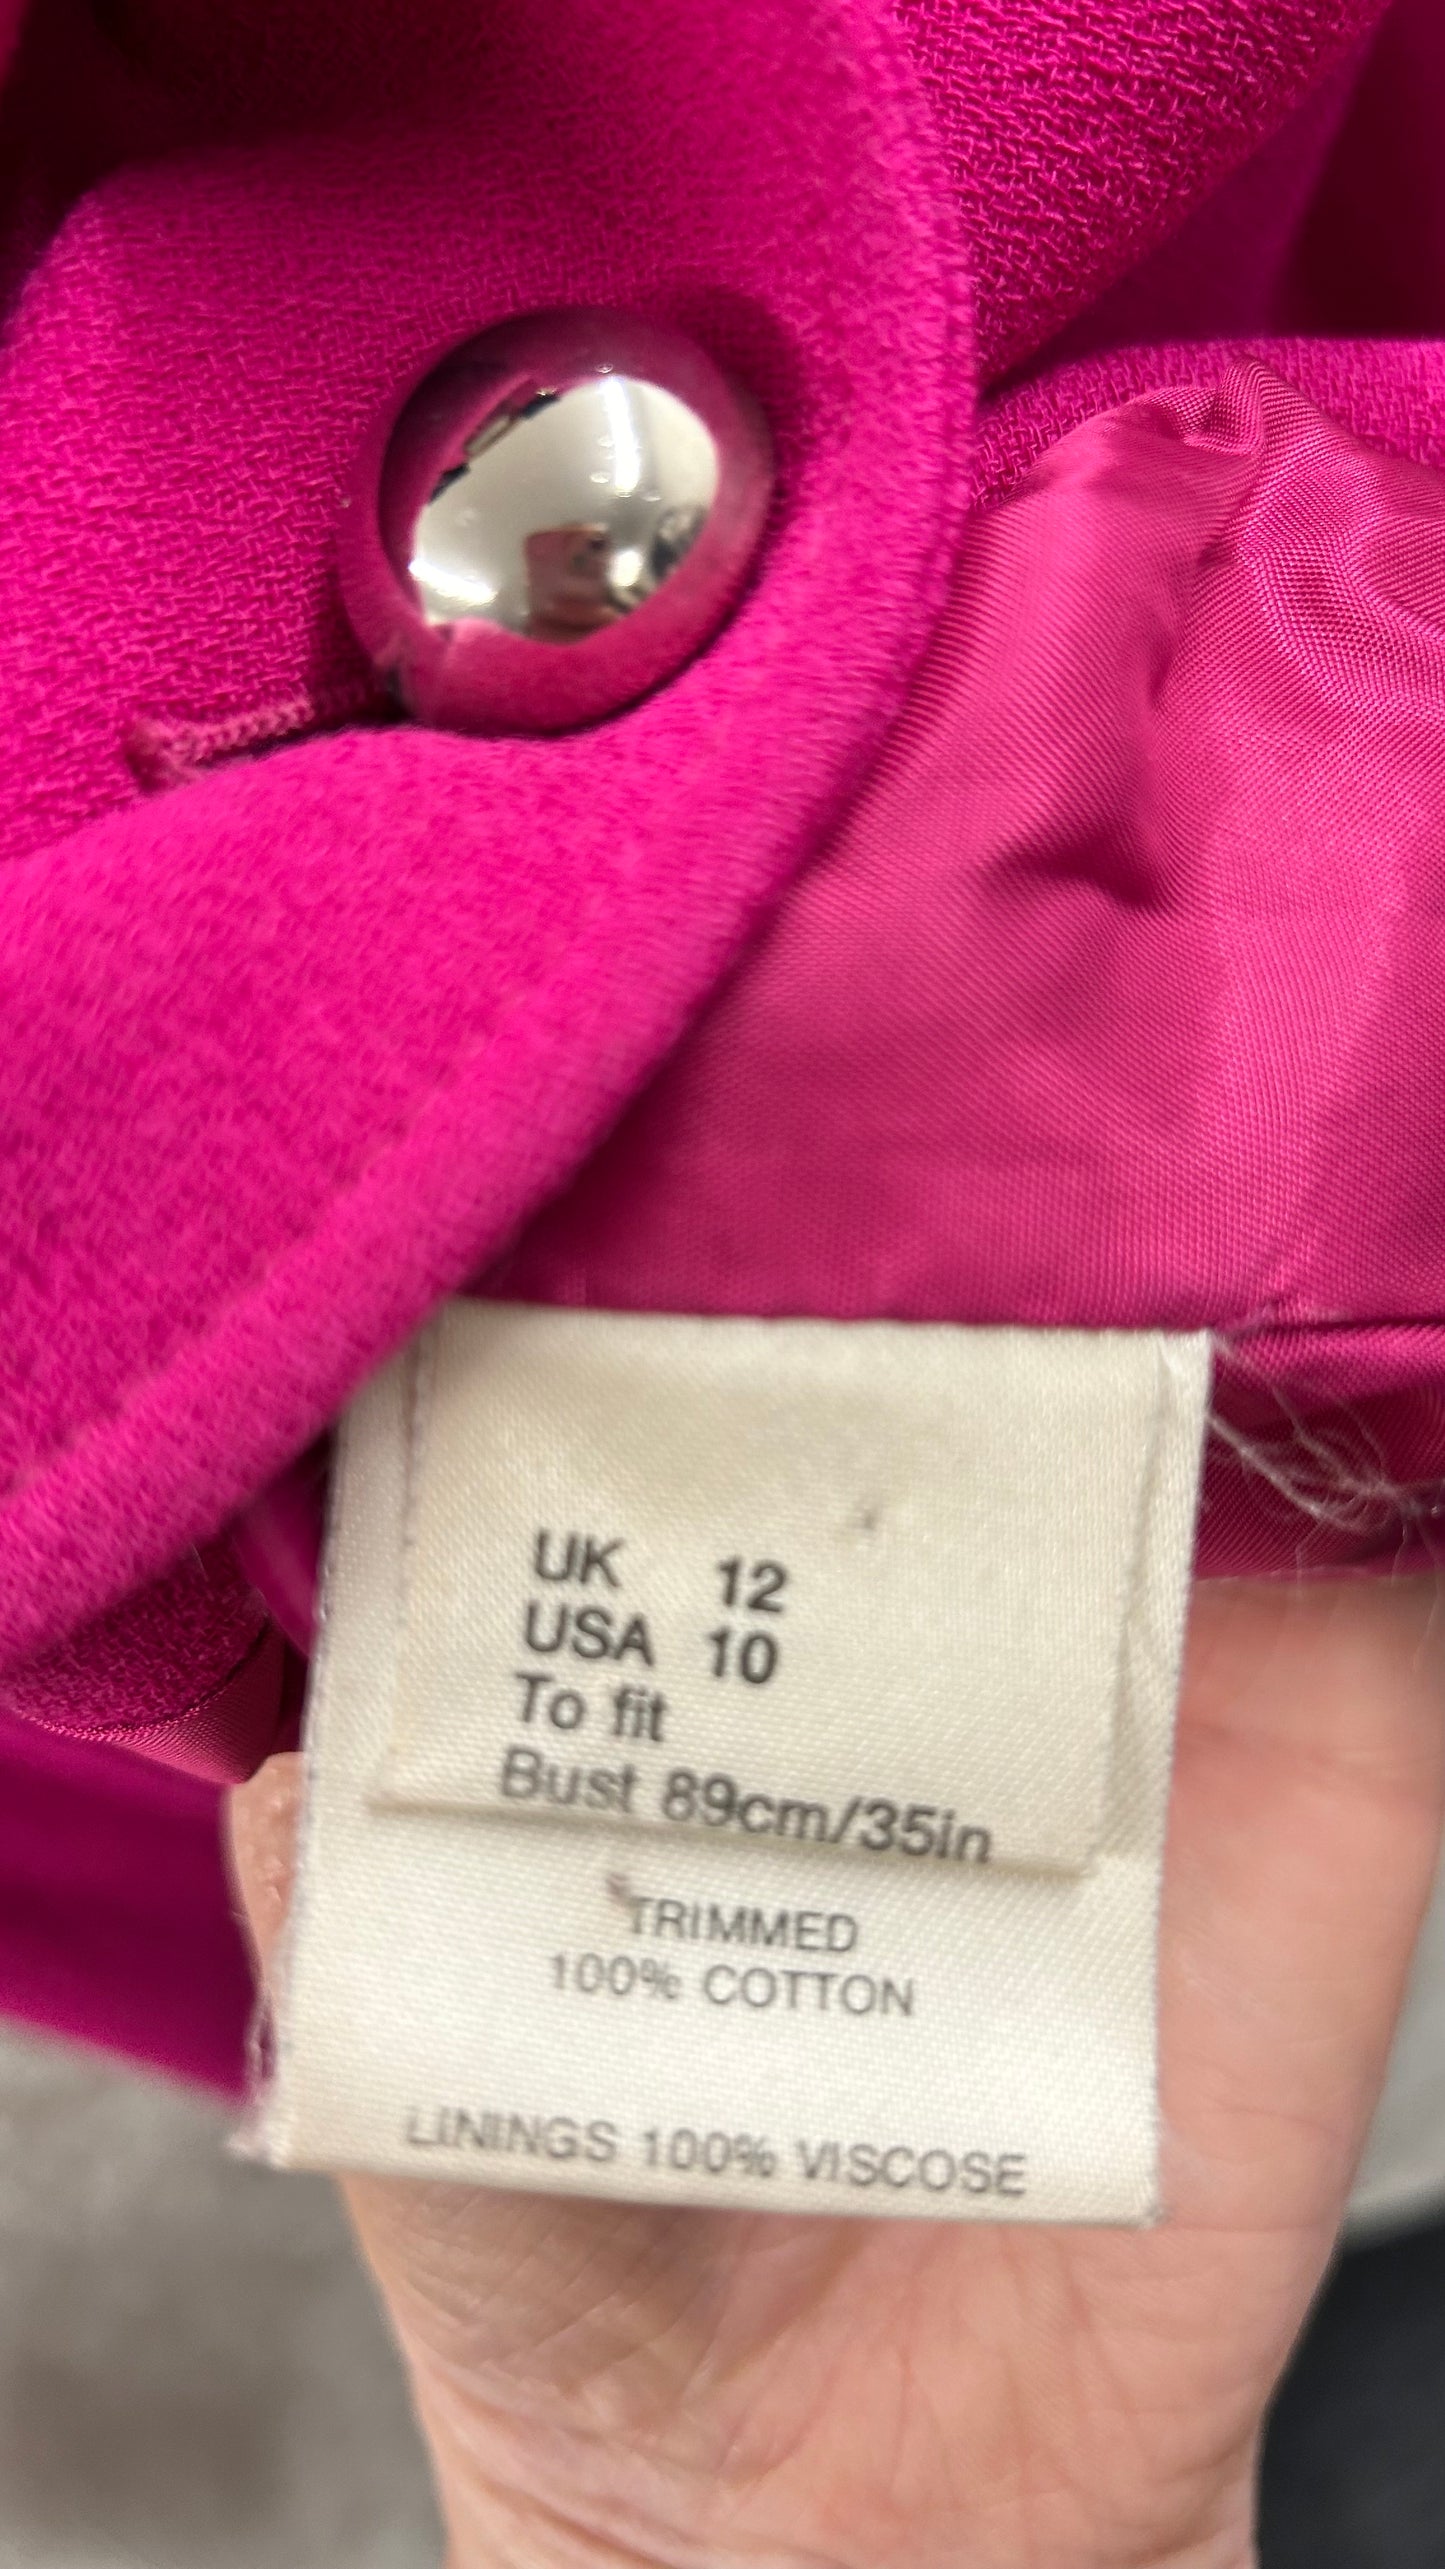 UK 12
USA 10
To fit
Bust 89cm/35in
TRIMMED
100% COTTON
LININGS 100% VISCOSE